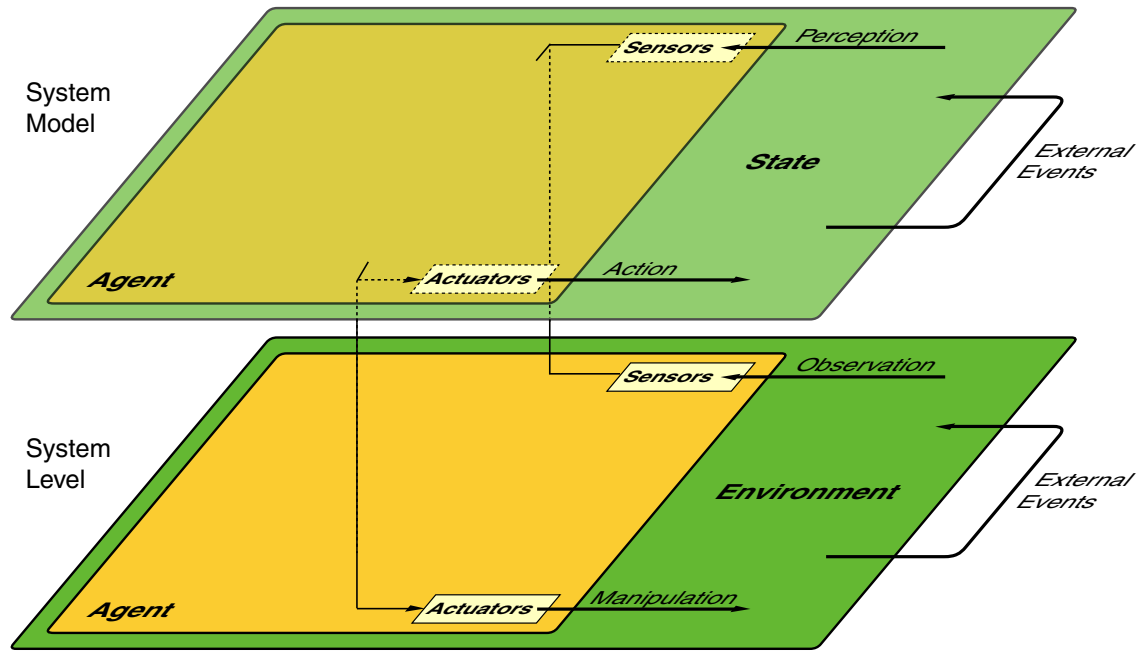 Sensors
Perception
System
Model
External
Events
State
Agent
Actuators
Action
Sensors
Observation
System
Level
External
Events
Environment
Agent
Actuators
Manipulation